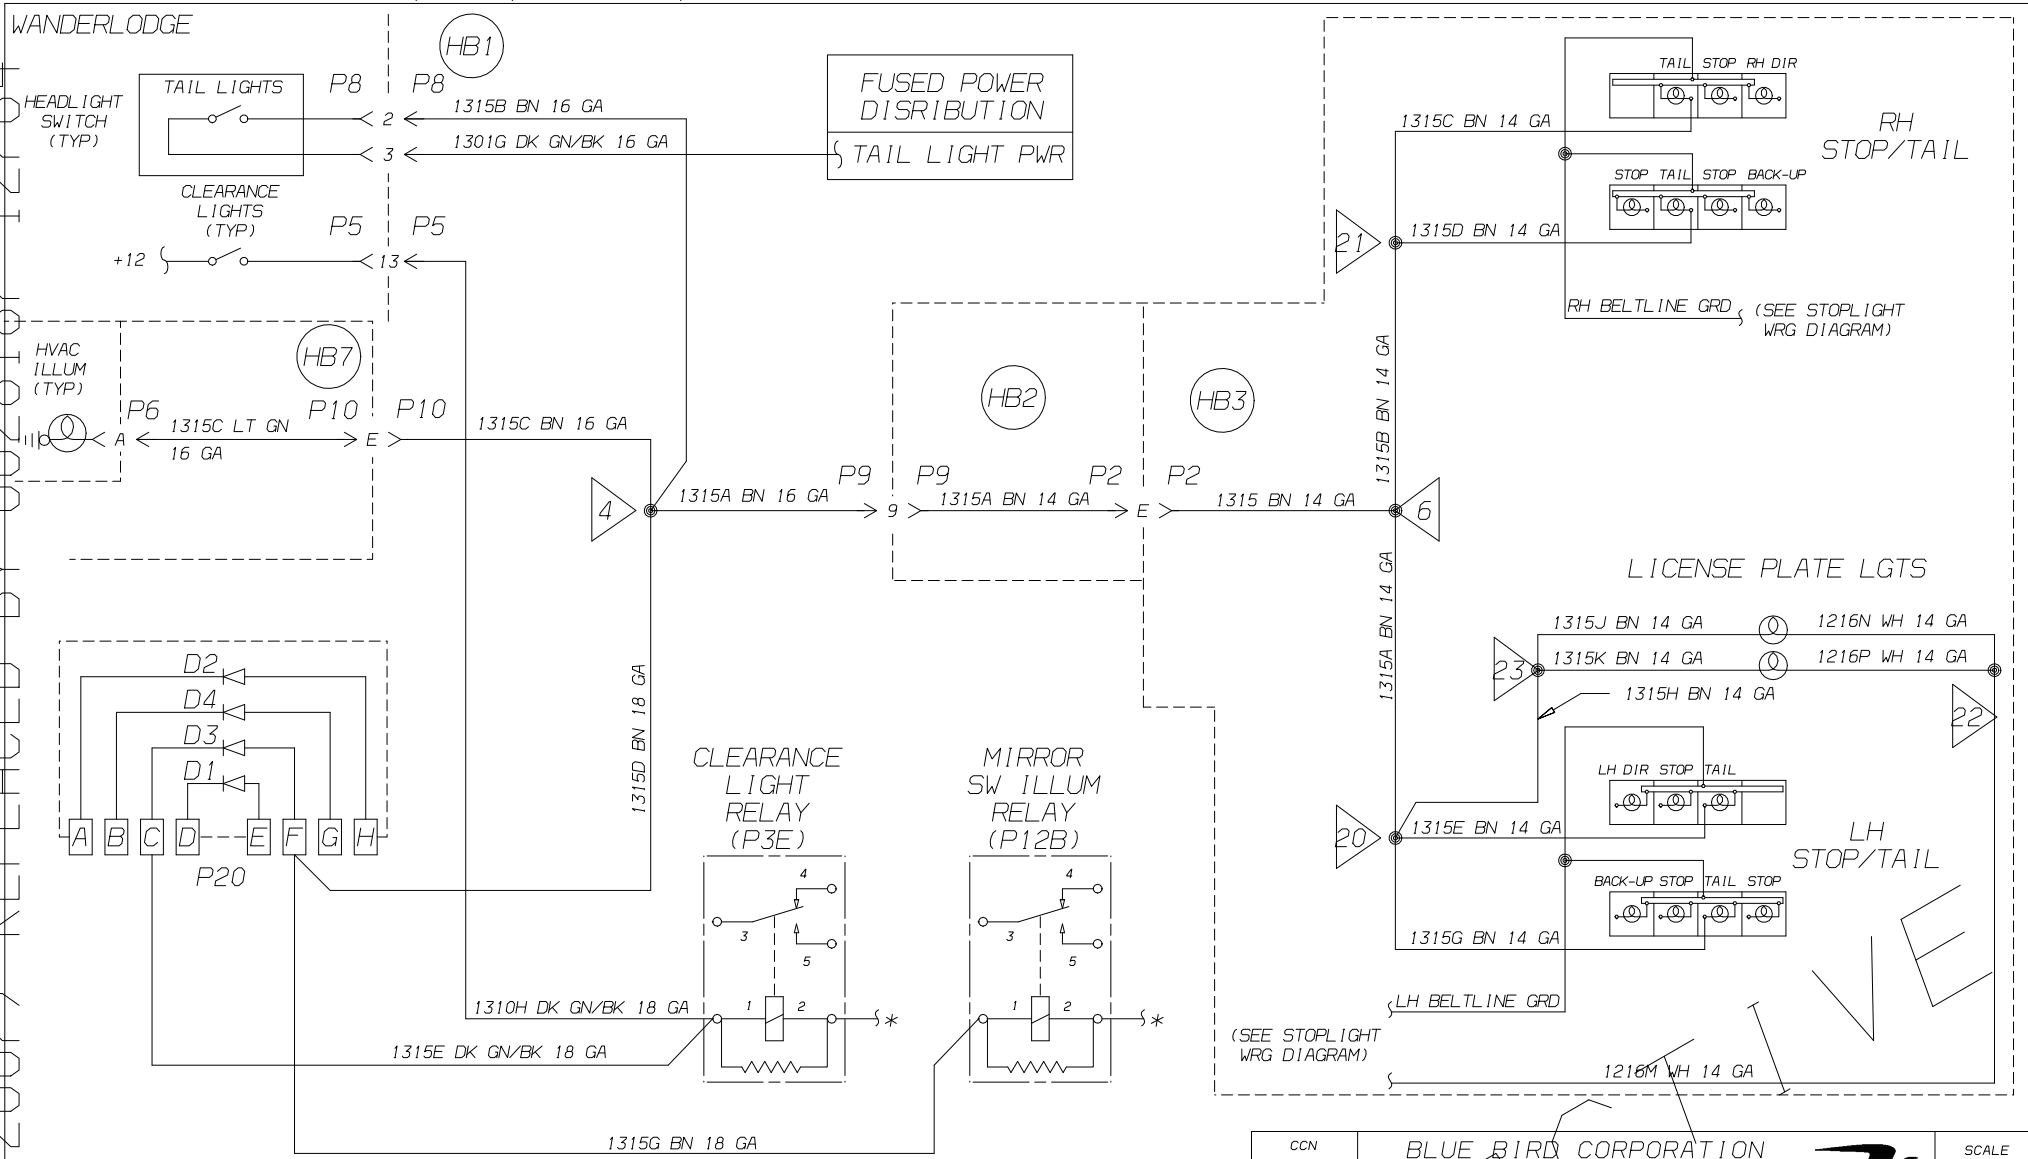 WANDERLODGE
HB1
HEADLIGHT
SWITCH
(TYP)
TAIL LIGHTS
P8
P8
2
1315B BN 16 GA
3
1301G DK GN/BK 16 GA
FUSED POWER
DISRIBUTION
TAIL LIGHT PWR
CLEARANCE
LIGHTS
(TYP)
P5
P5
+12
13
HVAC
ILLUM
(TYP)
HB7
P6
A
1315C LT GN
16 GA
P10
P10
E
1315C BN 16 GA
4
1315A BN 16 GA
P9
P9
9
1315A BN 14 GA
HB2
HB3
P2
P2
E
1315 BN 14 GA
6
1315B BN 14 GA
1315A BN 14 GA
TAIL STOP RH DIR
1315C BN 14 GA
RH
STOP/TAIL
STOP TAIL STOP BACK-UP
21
1315D BN 14 GA
RH BELTLINE GRD
(SEE STOPLIGHT
WRG DIAGRAM)
LICENSE PLATE LGTS
1315J BN 14 GA
1216N WH 14 GA
23
1315K BN 14 GA
1216P WH 14 GA
1315H BN 14 GA
22
LH DIR STOP TAIL
20
1315E BN 14 GA
LH
STOP/TAIL
BACK-UP STOP TAIL STOP
1315G BN 14 GA
LH BELTLINE GRD
(SEE STOPLIGHT
WRG DIAGRAM)
1216M WH 14 GA
D2
D4
D3
D1
A B C D E F G H
P20
1315D BN 18 GA
CLEARANCE
LIGHT
RELAY
(P3E)
4
3
5
1
2
*
MIRROR
SW ILLUM
RELAY
(P12B)
4
3
5
1
2
*
1310H DK GN/BK 18 GA
1315E DK GN/BK 18 GA
1315G BN 18 GA
CCN
BLUE BIRD CORPORATION
SCALE